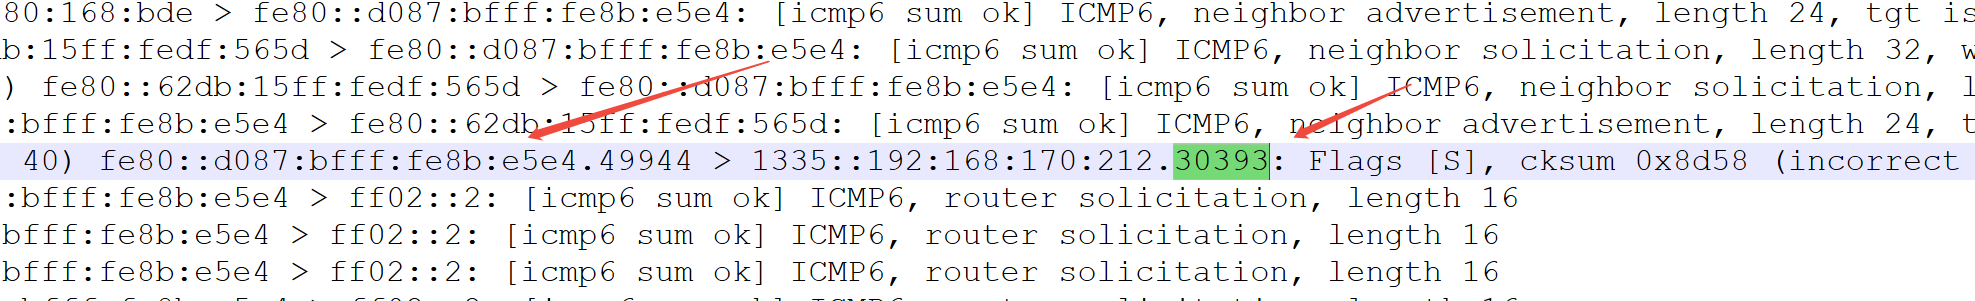 80:168:bde > fe80::d087:bfff:fe8b:e5e4: [icmp6 sum ok] ICMP6, neighbor advertisement, length 24, tgt is
b:15ff:fedf:565d > fe80::d087:bfff:fe8b:e5e4: [icmp6 sum ok] ICMP6, neighbor solicitation, length 32, w
) fe80::62db:15ff:fedf:565d > fe80::d087:bfff:fe8b:e5e4: [icmp6 sum ok] ICMP6, neighbor solicitation, l
:bfff:fe8b:e5e4 > fe80::62db:15ff:fedf:565d: [icmp6 sum ok] ICMP6, neighbor advertisement, length 24, t
40) fe80::d087:bfff:fe8b:e5e4.49944 > 1335::192:168:170:212.30393: Flags [S], cksum 0x8d58 (incorrect
:bfff:fe8b:e5e4 > ff02::2: [icmp6 sum ok] ICMP6, router solicitation, length 16
bfff:fe8b:e5e4 > ff02::2: [icmp6 sum ok] ICMP6, router solicitation, length 16
bfff:fe8b:e5e4 > ff02::2: [icmp6 sum ok] ICMP6, router solicitation, length 16